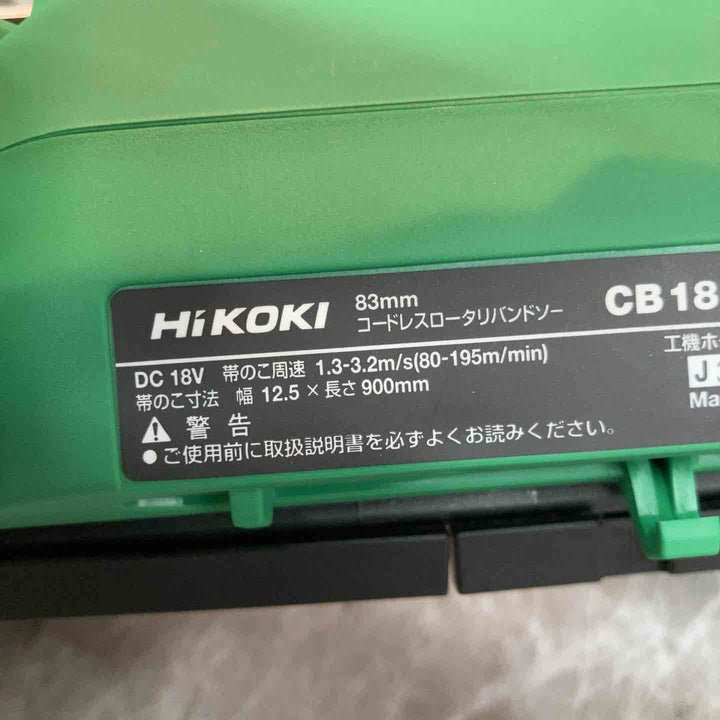 HiKOKI 83mm コードレスロータリバンドソー CB18
DC 18V 帯のこ周速 1.3-3.2m/s(80-195m/min)
帯のこ寸法 幅 12.5 × 長さ 900mm
工機ホ
J
Ma
警告
●ご使用前に取扱説明書を必ずよくお読みください。